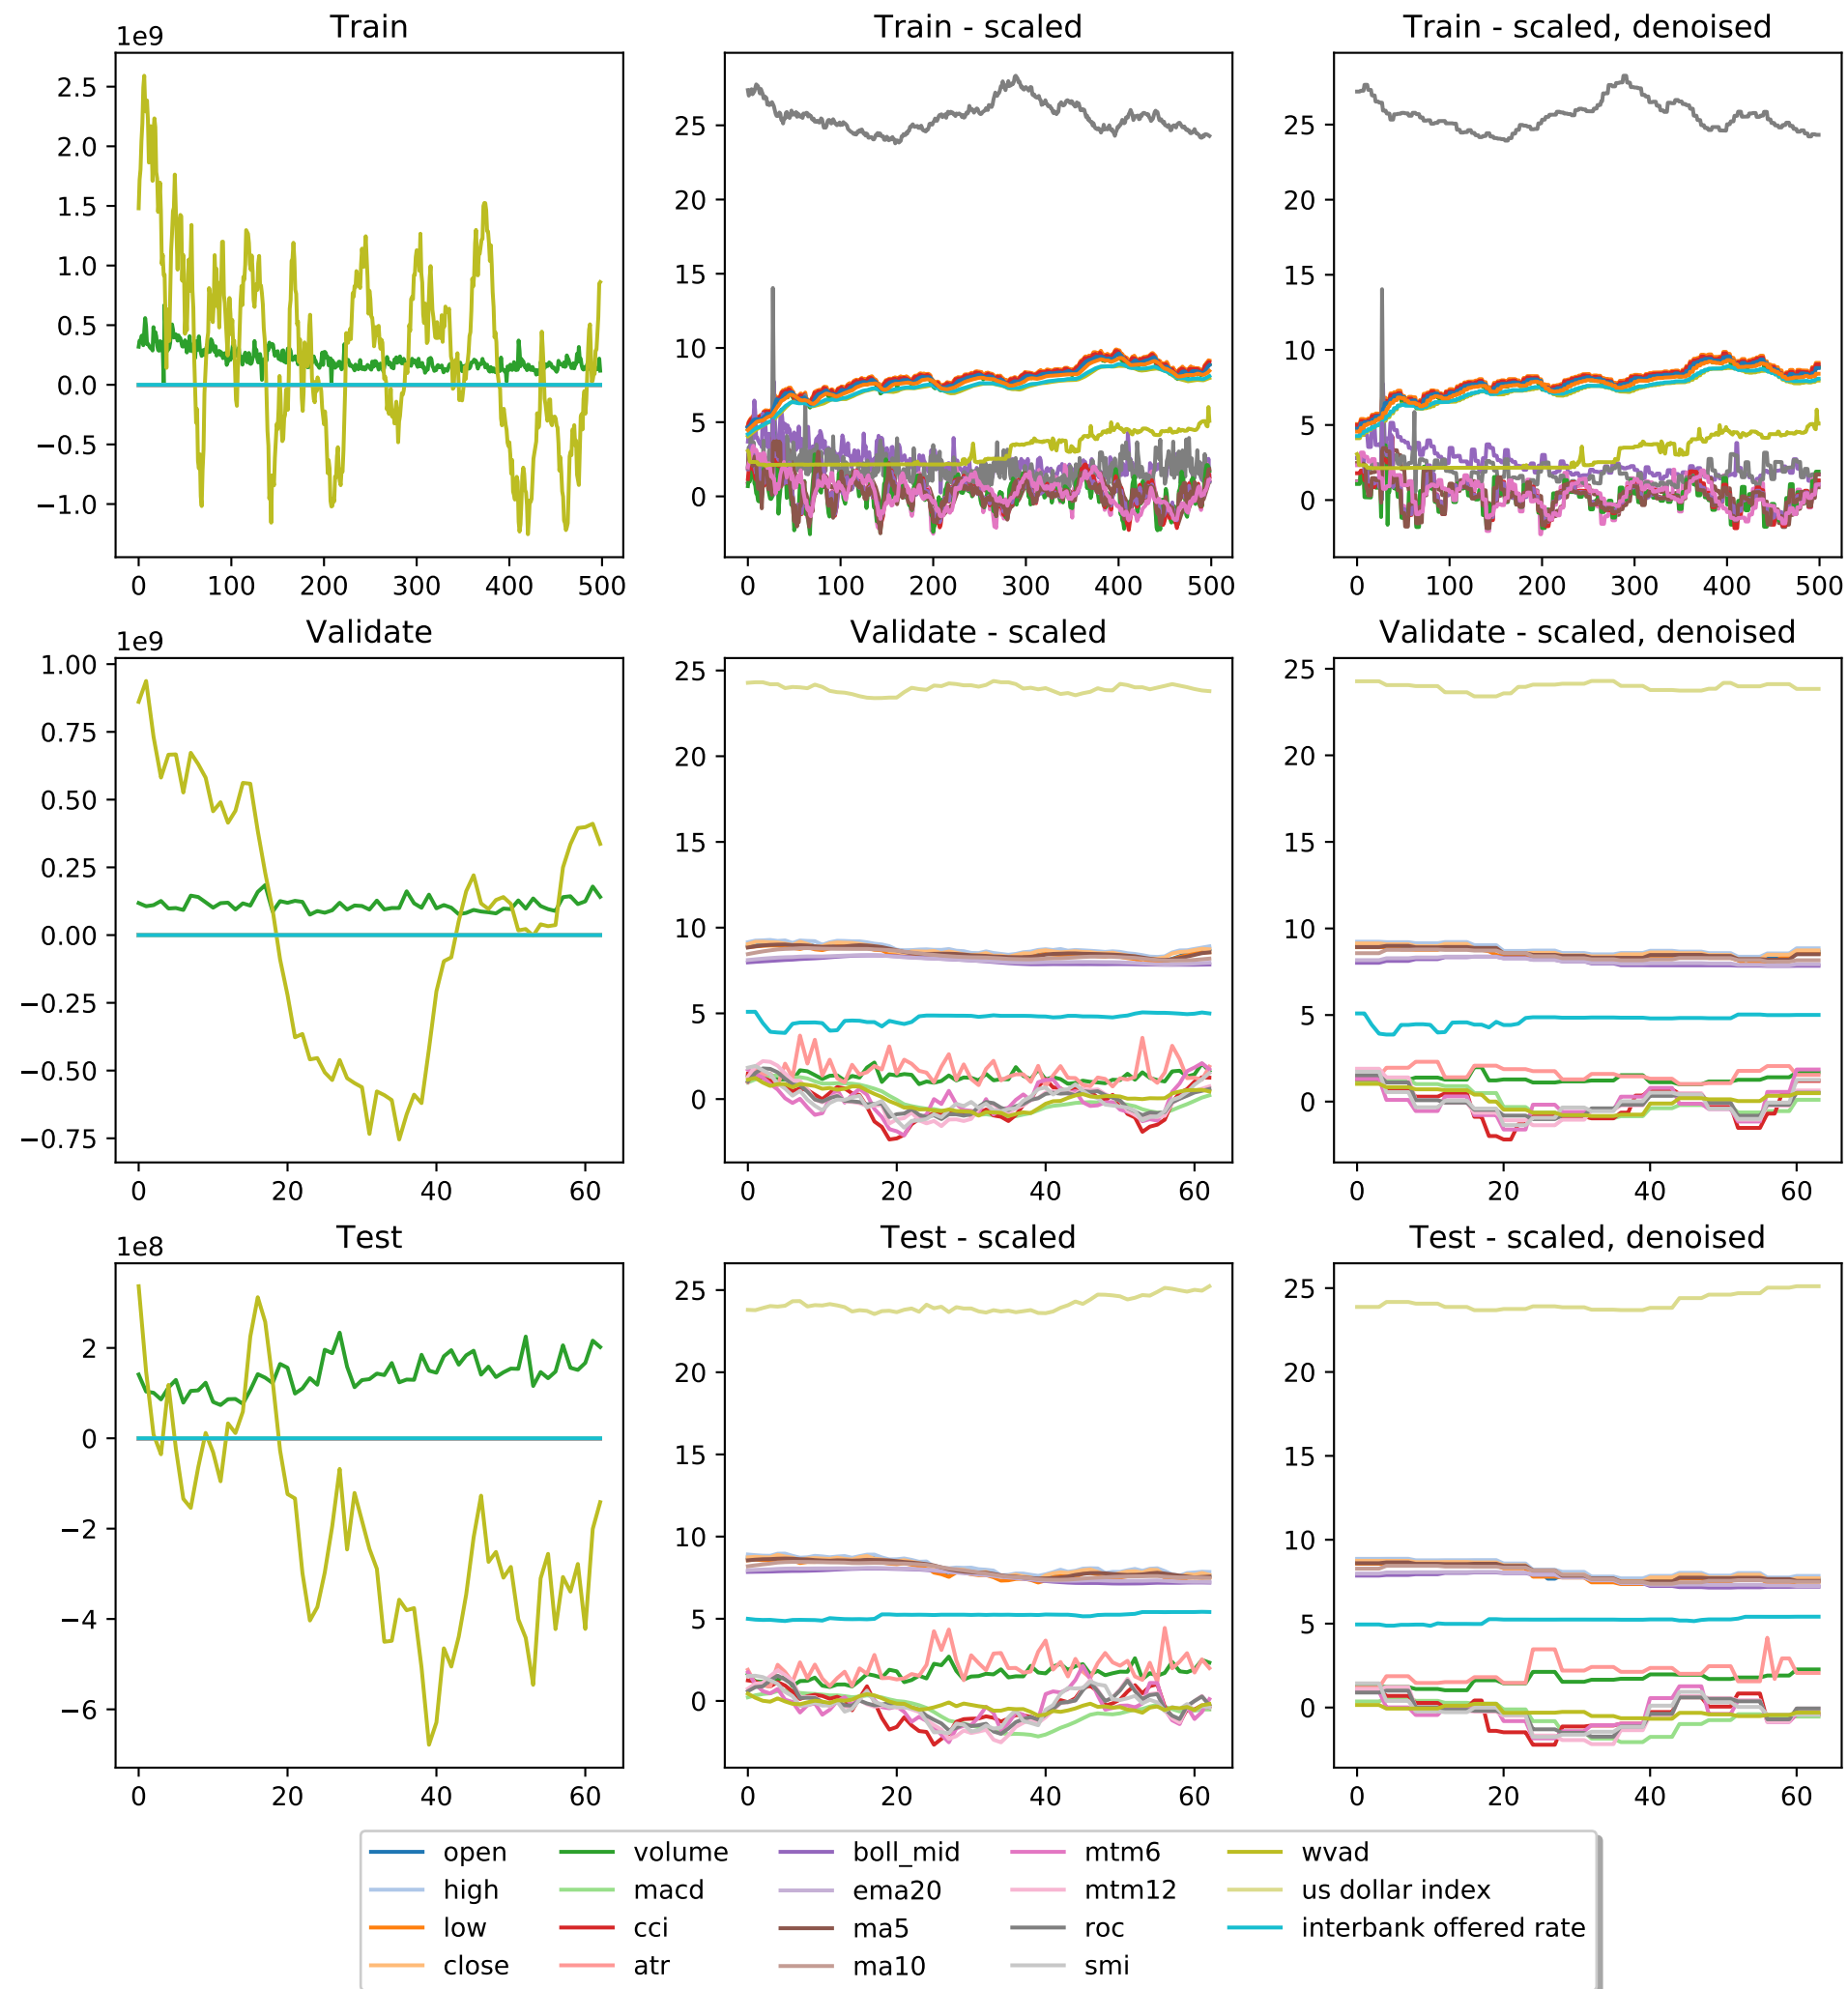 Train
Train - scaled
Train - scaled, denoised
1e9
2.5
2.0
1.5
1.0
0.5
0.0
−0.5
−1.0
0 100 200 300 400 500
25
20
15
10
5
0
0 100 200 300 400 500
25
20
15
10
5
0
0 100 200 300 400 500
Validate
Validate - scaled
Validate - scaled, denoised
1e9
1.00
0.75
0.50
0.25
0.00
−0.25
−0.50
−0.75
0 20 40 60
25
20
15
10
5
0
0 20 40 60
25
20
15
10
5
0
0 20 40 60
Test
Test - scaled
Test - scaled, denoised
1e8
2
0
−2
−4
−6
0 20 40 60
25
20
15
10
5
0
0 20 40 60
25
20
15
10
5
0
0 20 40 60
open
high
low
close
volume
macd
cci
atr
boll_mid
ema20
ma5
ma10
mtm6
mtm12
roc
smi
wvad
us dollar index
interbank offered rate